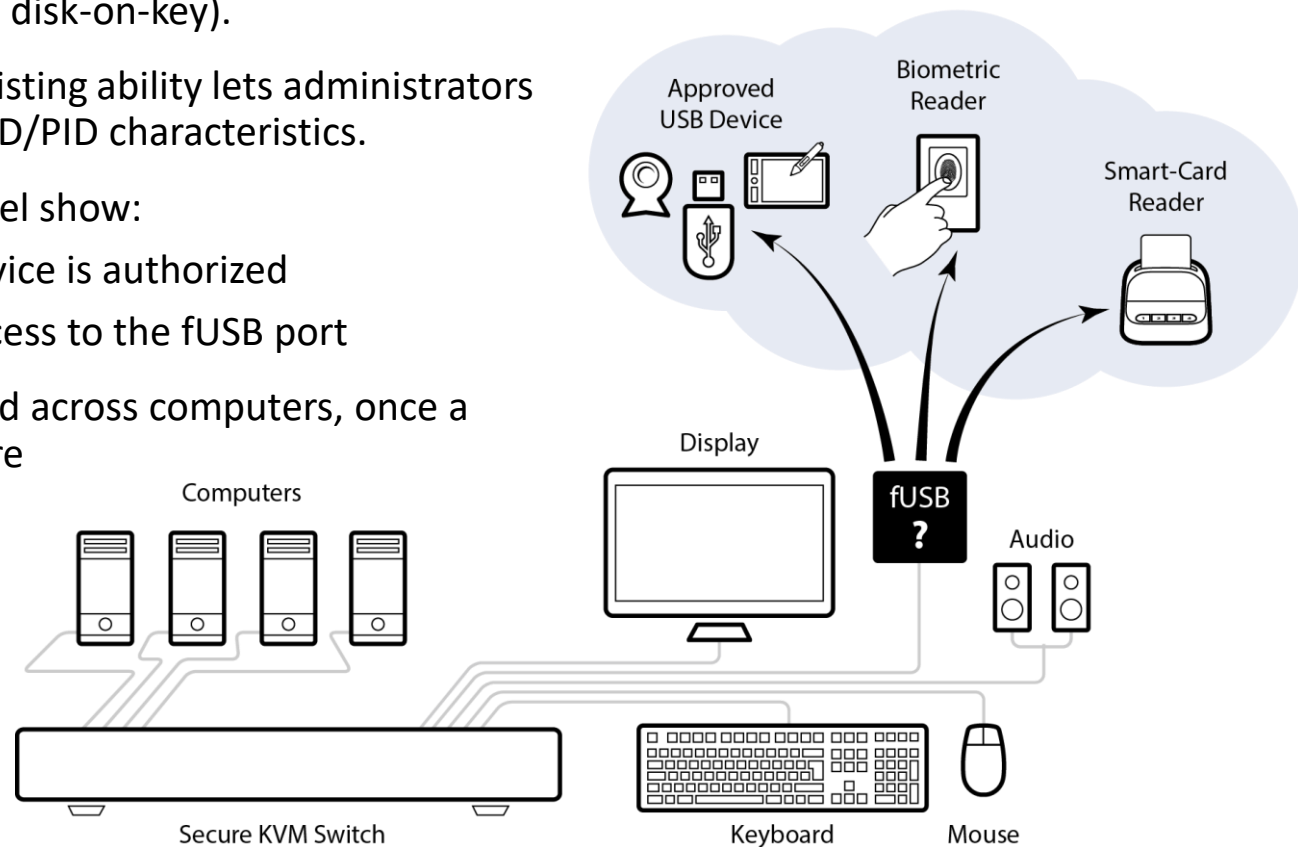 disk-on-key).
isting ability lets administrators
D/PID characteristics.
el show:
vice is authorized
cess to the fUSB port
d across computers, once a
re
Approved
USB Device
Biometric
Reader
Smart-Card
Reader
Display
fUSB
?
Audio
Computers
Secure KVM Switch
Keyboard
Mouse